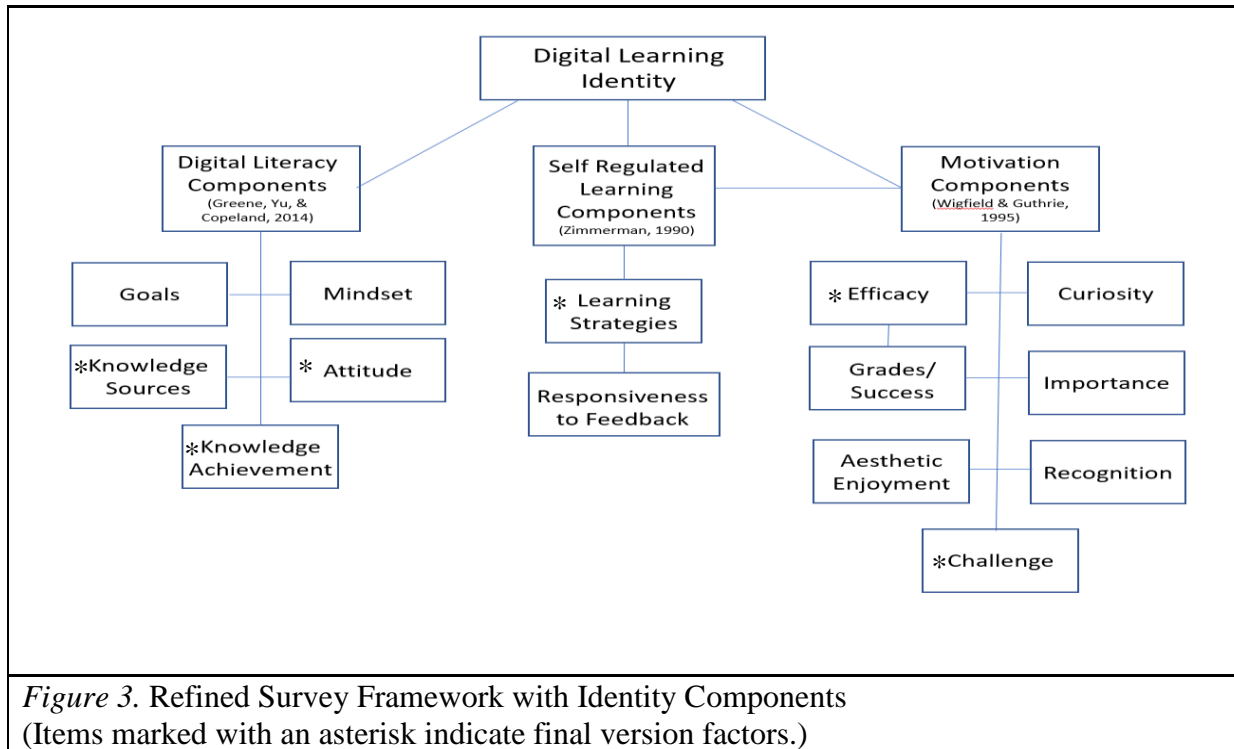 Digital Learning
Identity
Digital Literacy
Components
(Greene, Yu, &
Copeland, 2014)
Self Regulated
Learning
Components
(Zimmerman, 1990)
Motivation
Components
(Wigfield & Guthrie,
1995)
Goals
Mindset
*Knowledge
Sources
* Attitude
*Knowledge
Achievement
* Learning
Strategies
Responsiveness
to Feedback
* Efficacy
Curiosity
Grades/
Success
Importance
Aesthetic
Enjoyment
Recognition
*Challenge
Figure 3. Refined Survey Framework with Identity Components
(Items marked with an asterisk indicate final version factors.)